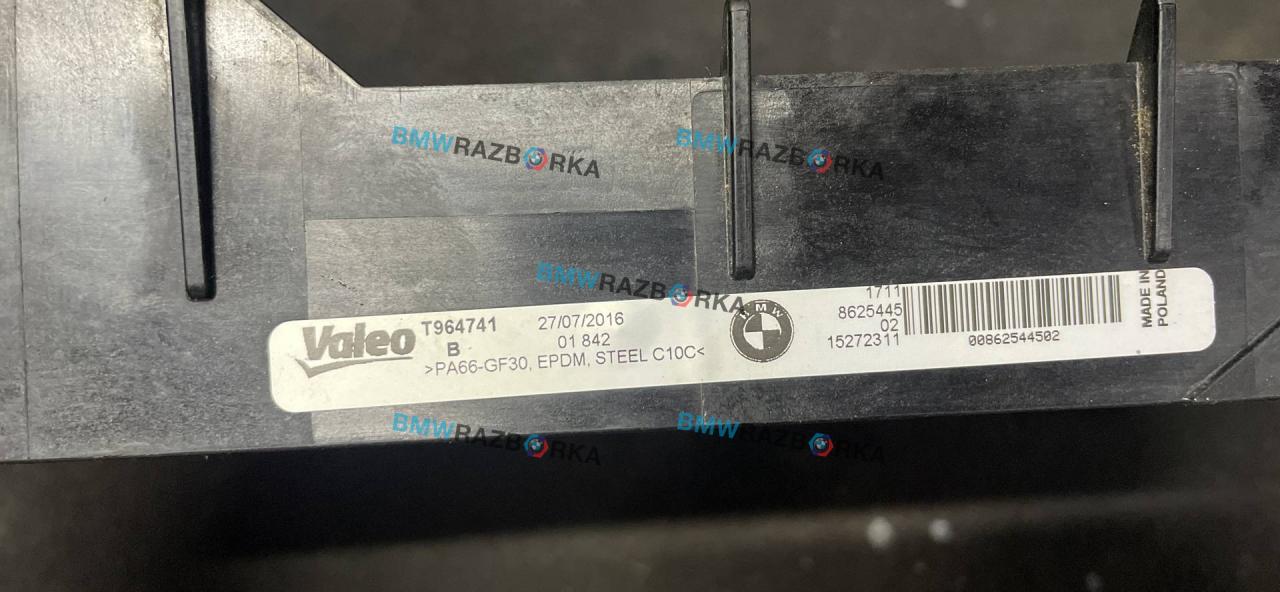 BMWRAZBORKA BMWRAZBORKA
BMWRAZBORKA
Valeo T964741 27/07/2016
B 01 842
>PA66-GF30, EPDM, STEEL C10C<
BMW
1711
8625445
02
15272311
00862544502
MADE IN
POLAND
BMWRAZBORKA BMWRAZBORKA